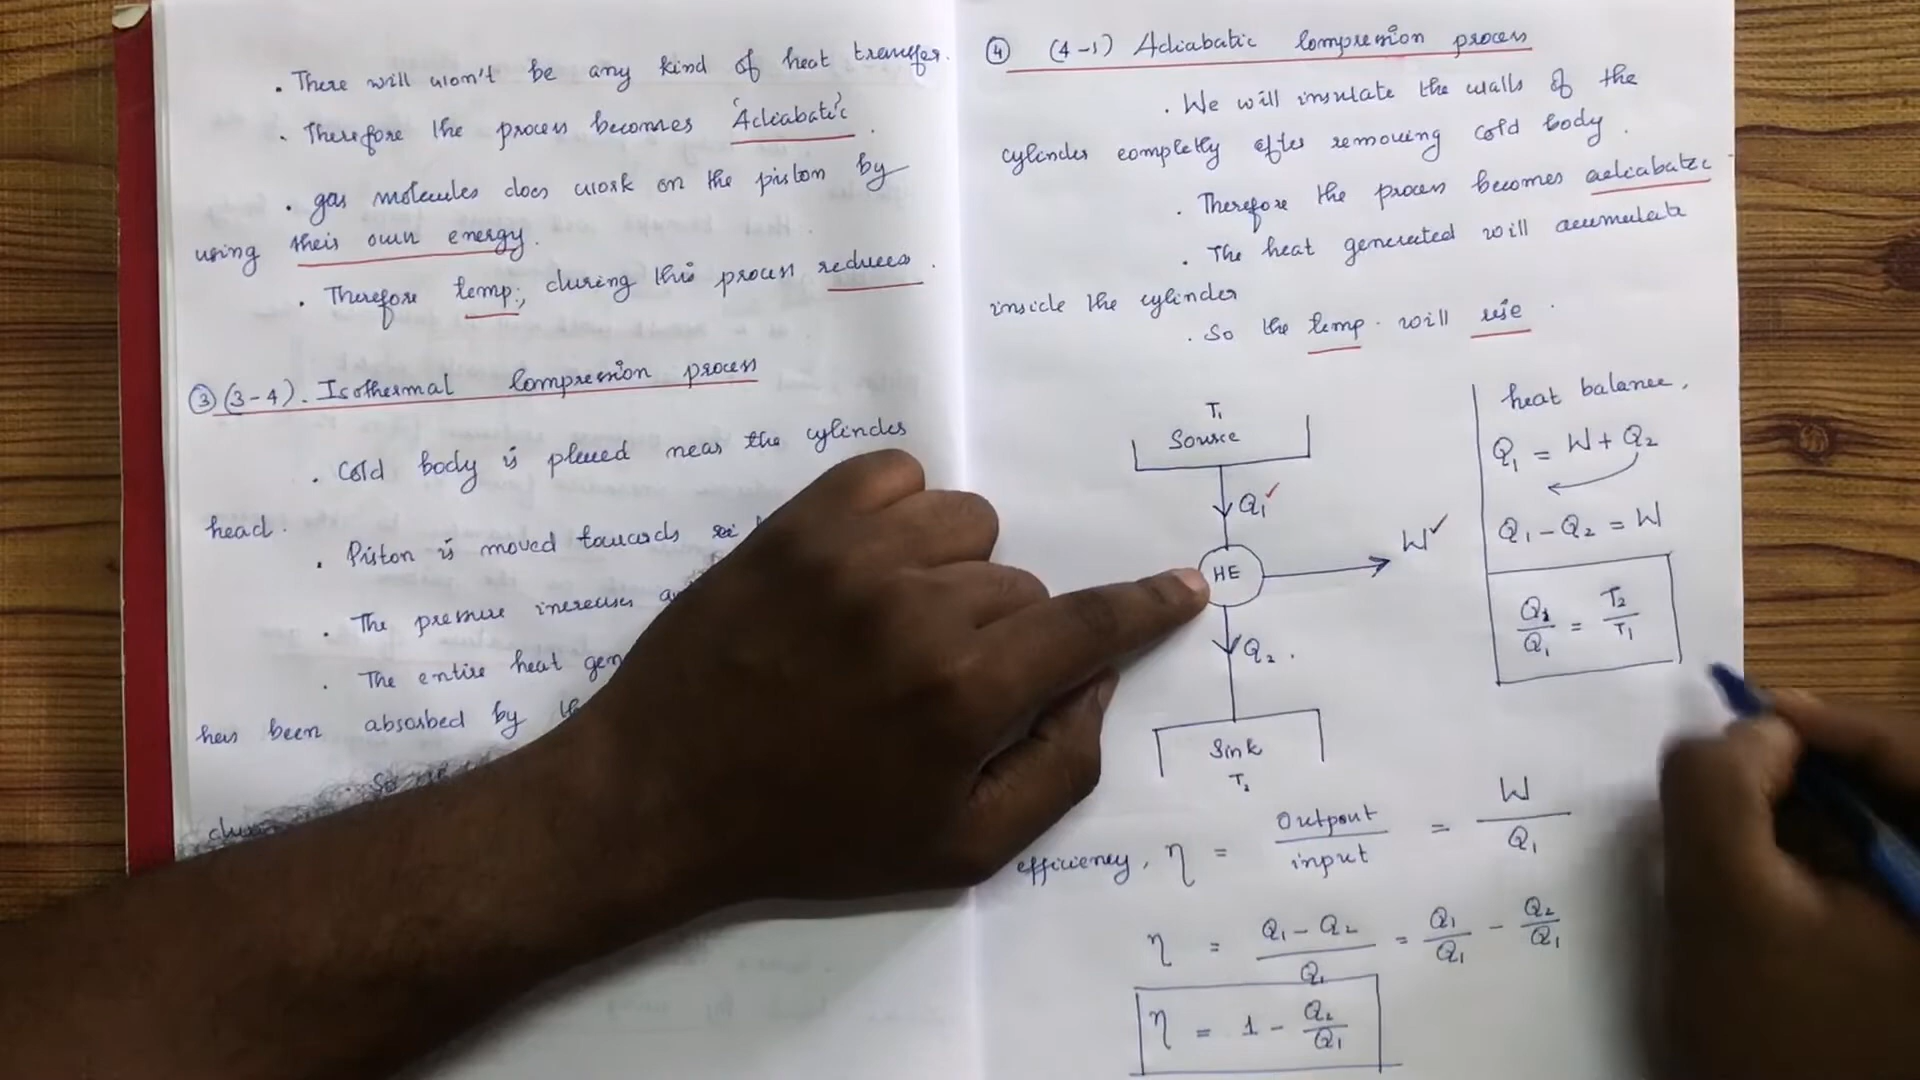 . There will won't be any kind of heat transfer.
. Therefore the process becomes 'Adiabatic'.
. gas molecules does work on the piston by
using their own energy.
. Therefore temp:, during this process reduces.
③ (3-4). Isothermal Compression process
. Cold body is placed near the cylinder
head.
. Piston is moved towards
. The pressure increases
. The entire heat gen
has been absorbed by
④ (4-1) Adiabatic Compression process
. We will insulate the walls of the
cylinder completly after removing cold body.
. Therefore the process becomes adiabatic.
. The heat generated will accumulate
inside the cylinder
. So the temp. will rise.
T₁
Source
Q₁ ✓
HE
W ✓
Q₂.
Sink
T₂
heat balance,
Q₁ = W + Q₂
Q₁ - Q₂ = W
Q₂/Q₁ = T₂/T₁
efficiency, η = Output/input = W/Q₁
η = (Q₁ - Q₂)/Q₁ = Q₁/Q₁ - Q₂/Q₁
η = 1 - Q₂/Q₁